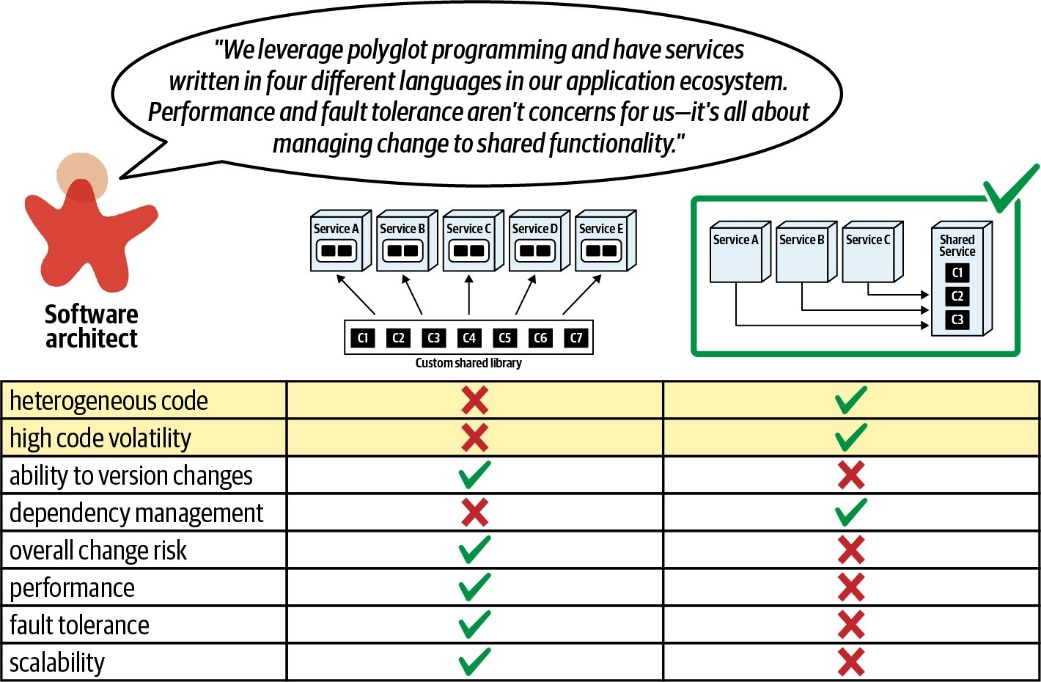 "We leverage polyglot programming and have services
written in four different languages in our application ecosystem.
Performance and fault tolerance aren't concerns for us—it's all about
managing change to shared functionality."
Software
architect
Service A
Service B
Service C
Service D
Service E
C1
C2
C3
C4
C5
C6
C7
Custom shared library
Service A
Service B
Service C
Shared
Service
C1
C2
C3
heterogeneous code
high code volatility
ability to version changes
dependency management
overall change risk
performance
fault tolerance
scalability